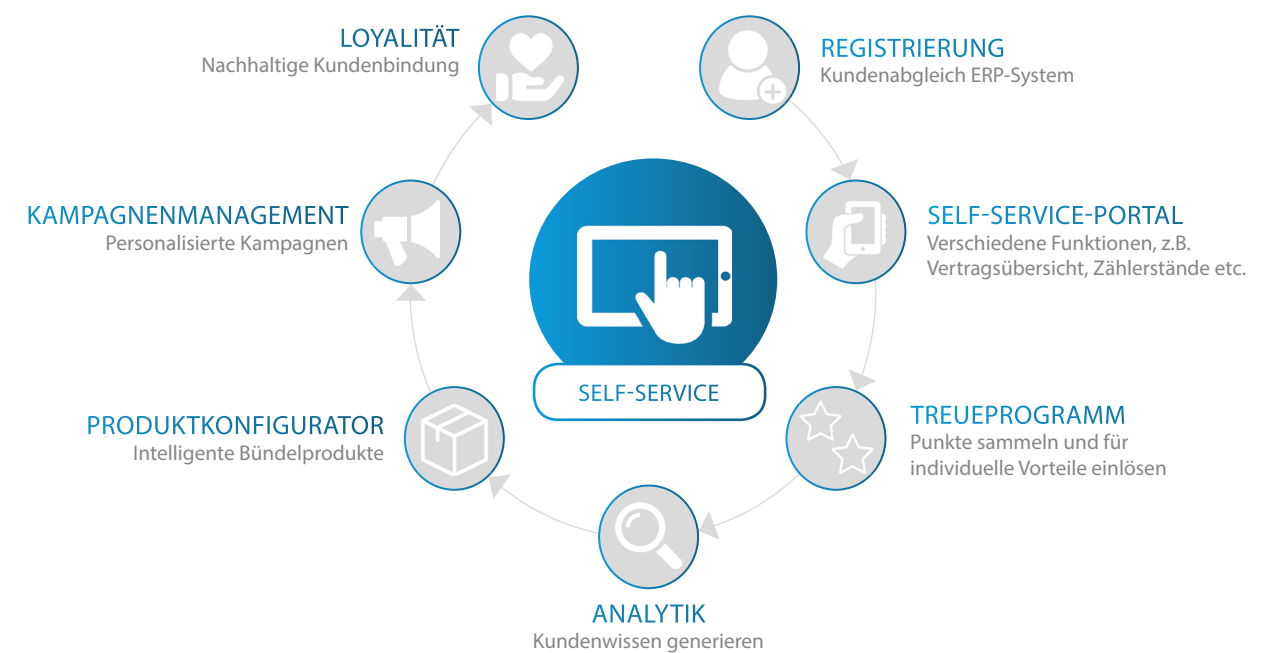 LOYALITÄT
Nachhaltige Kundenbindung
REGISTRIERUNG
Kundenabgleich ERP-System
KAMPAGNENMANAGEMENT
Personalisierte Kampagnen
SELF-SERVICE-PORTAL
Verschiedene Funktionen, z.B.
Vertragsübersicht, Zählerstände etc.
SELF-SERVICE
PRODUKTKONFIGURATOR
Intelligente Bündelprodukte
TREUEPROGRAMM
Punkte sammeln und für
individuelle Vorteile einlösen
ANALYTIK
Kundenwissen generieren